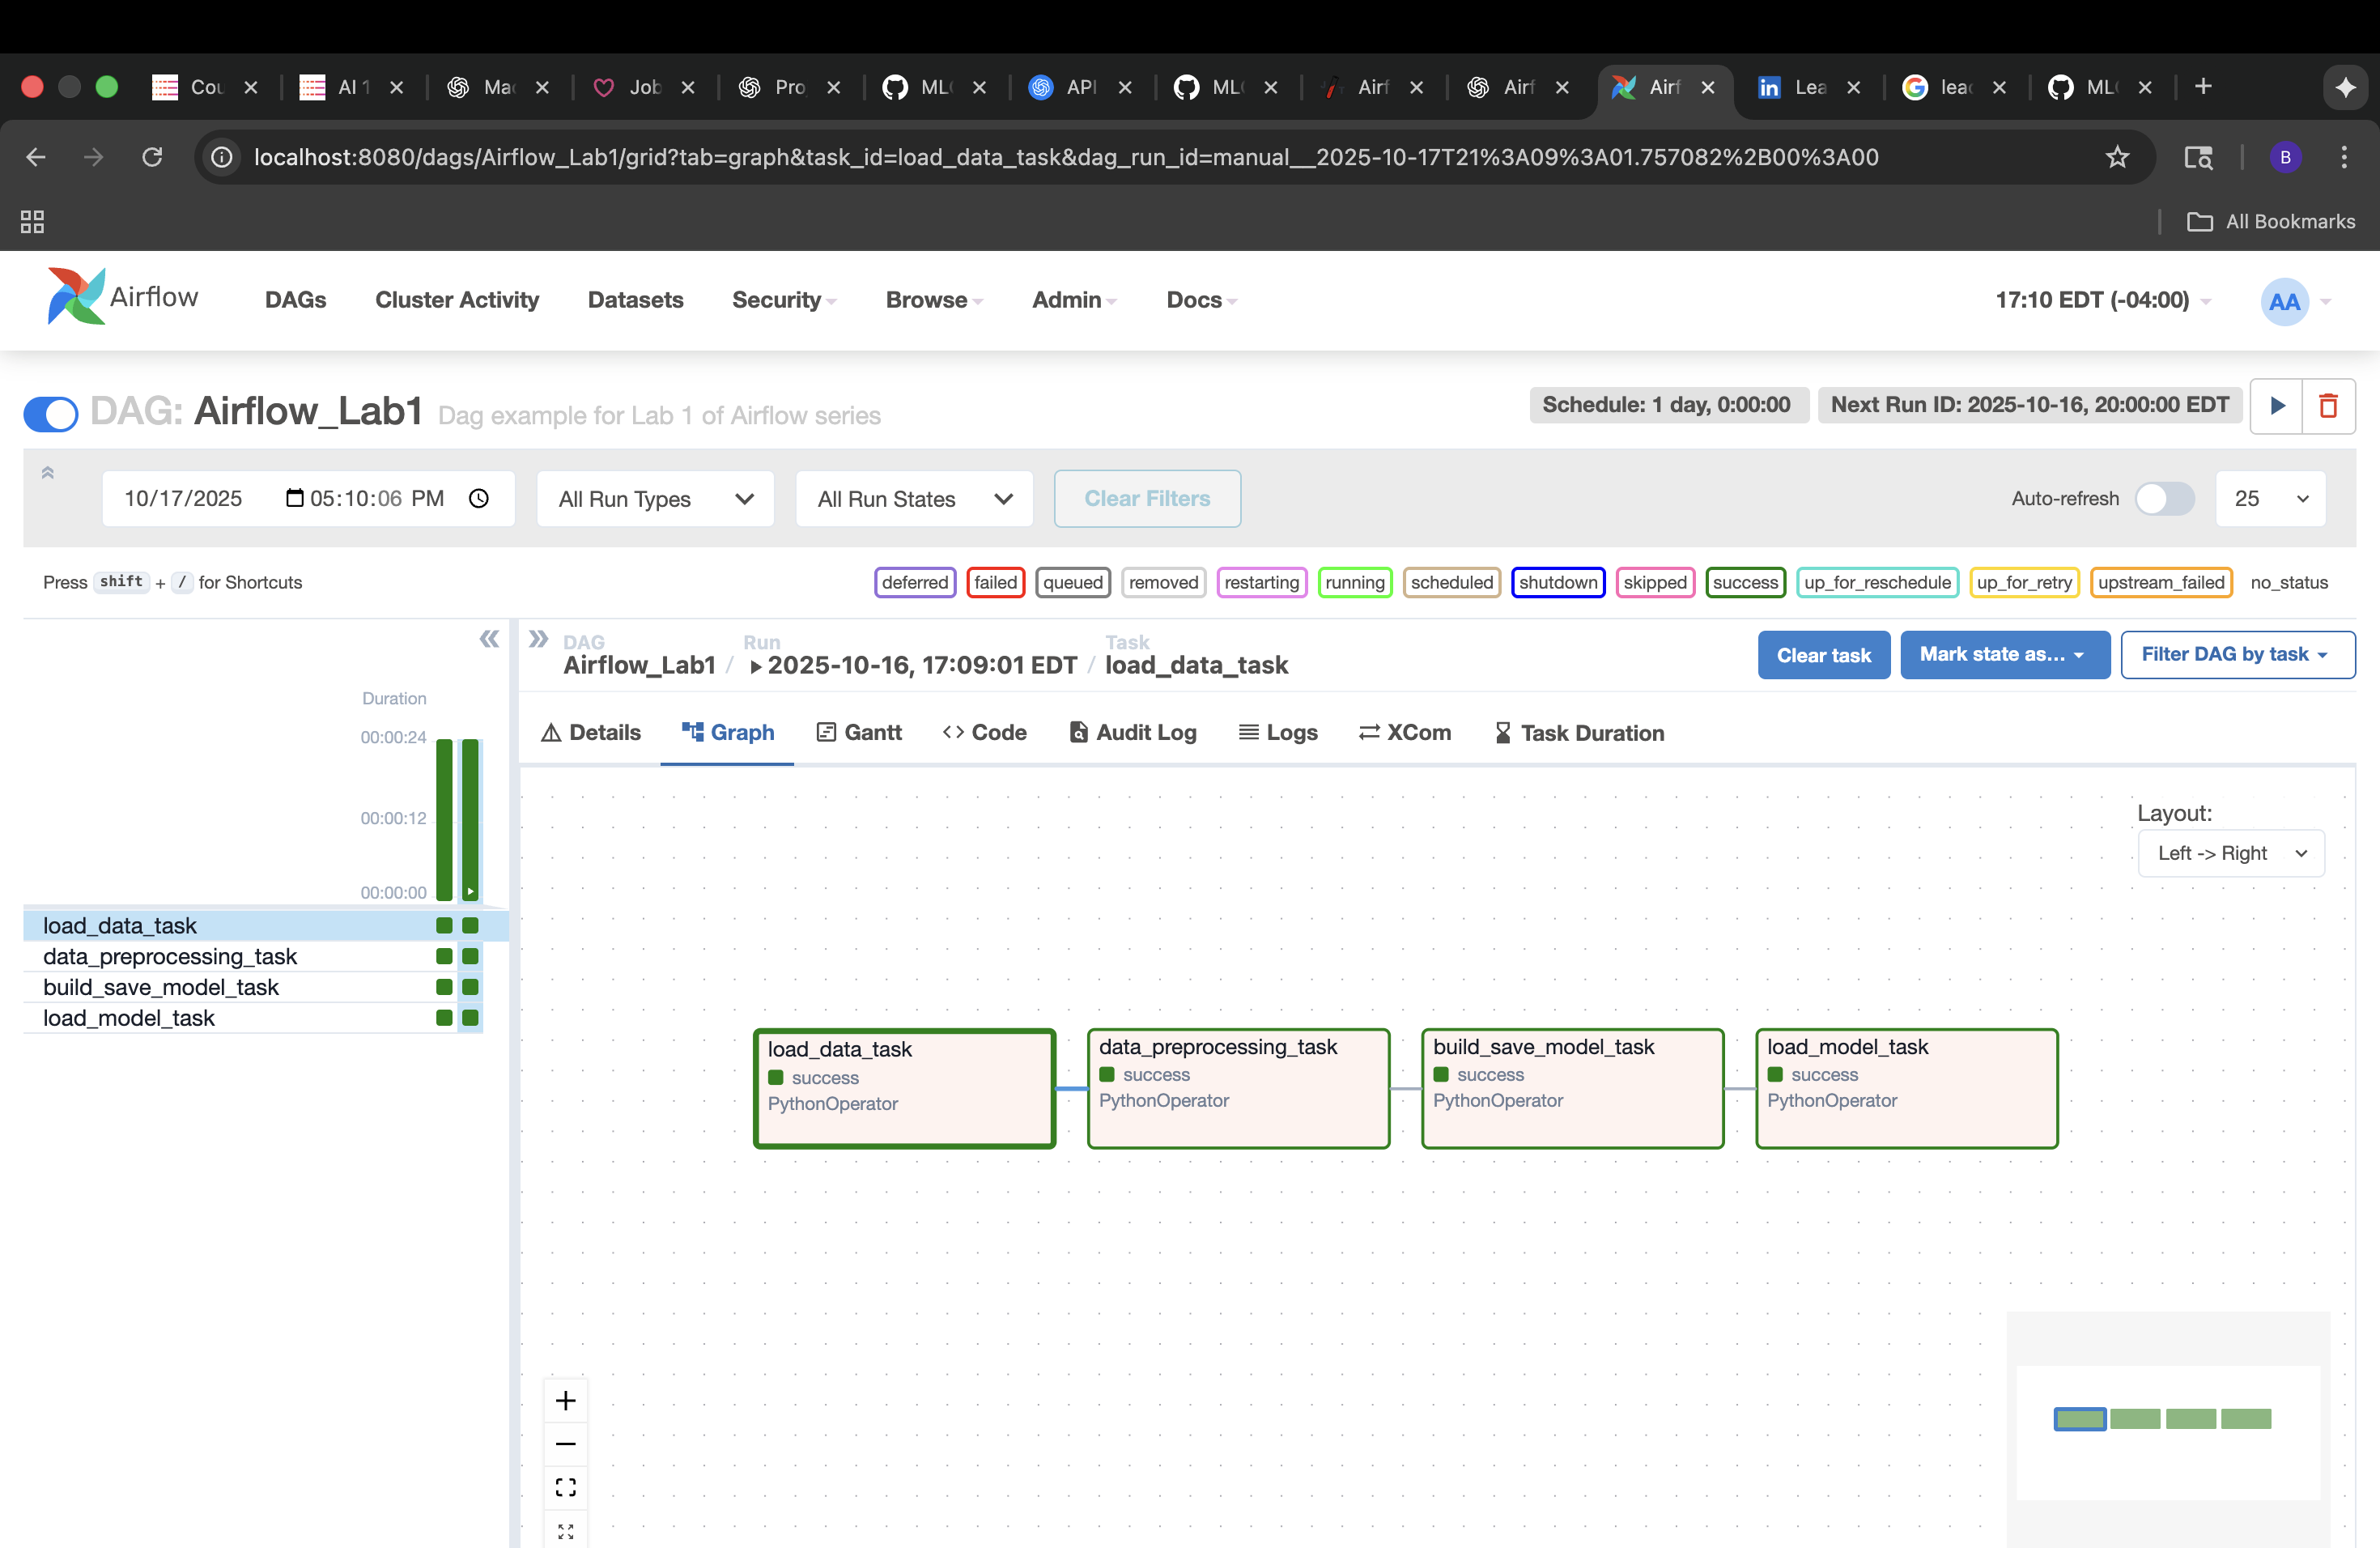 Cou AI 1 Mac Job Pro ML API ML Airf Airf Airf Lea lead ML
localhost:8080/dags/Airflow_Lab1/grid?tab=graph&task_id=load_data_task&dag_run_id=manual__2025-10-17T21%3A09%3A01.757082%2B00%3A00
B
All Bookmarks
Airflow DAGs Cluster Activity Datasets Security Browse Admin Docs 17:10 EDT (-04:00) AA
DAG: Airflow_Lab1 Dag example for Lab 1 of Airflow series Schedule: 1 day, 0:00:00 Next Run ID: 2025-10-16, 20:00:00 EDT
10/17/2025 05:10:06 PM All Run Types All Run States Clear Filters Auto-refresh 25
Press shift + / for Shortcuts deferred failed queued removed restarting running scheduled shutdown skipped success up_for_reschedule up_for_retry upstream_failed no_status
DAG Run Task
Airflow_Lab1 / 2025-10-16, 17:09:01 EDT / load_data_task Clear task Mark state as... Filter DAG by task
Details Graph Gantt Code Audit Log Logs XCom Task Duration
Duration
00:00:24
00:00:12
00:00:00
load_data_task
data_preprocessing_task
build_save_model_task
load_model_task
Layout:
Left -> Right
load_data_task
success
PythonOperator
data_preprocessing_task
success
PythonOperator
build_save_model_task
success
PythonOperator
load_model_task
success
PythonOperator